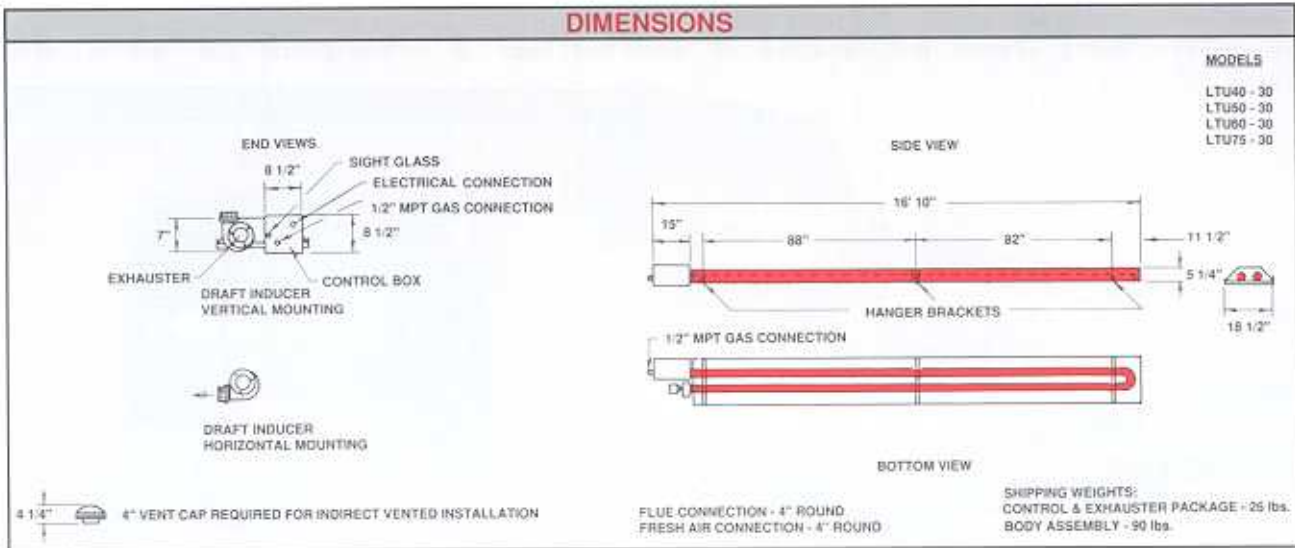 DIMENSIONS
MODELS
LTU40 - 30
LTU50 - 30
LTU60 - 30
LTU75 - 30
END VIEWS
8 1/2"
SIGHT GLASS
ELECTRICAL CONNECTION
1/2" MPT GAS CONNECTION
7"
8 1/2"
EXHAUSTER
CONTROL BOX
DRAFT INDUCER
VERTICAL MOUNTING
SIDE VIEW
16' 10"
15"
88"
82"
11 1/2"
5 1/4"
HANGER BRACKETS
18 1/2"
1/2" MPT GAS CONNECTION
DRAFT INDUCER
HORIZONTAL MOUNTING
BOTTOM VIEW
4 1/4"
4" VENT CAP REQUIRED FOR INDIRECT VENTED INSTALLATION
FLUE CONNECTION - 4" ROUND
FRESH AIR CONNECTION - 4" ROUND
SHIPPING WEIGHTS:
CONTROL & EXHAUSTER PACKAGE - 26 lbs.
BODY ASSEMBLY - 90 lbs.